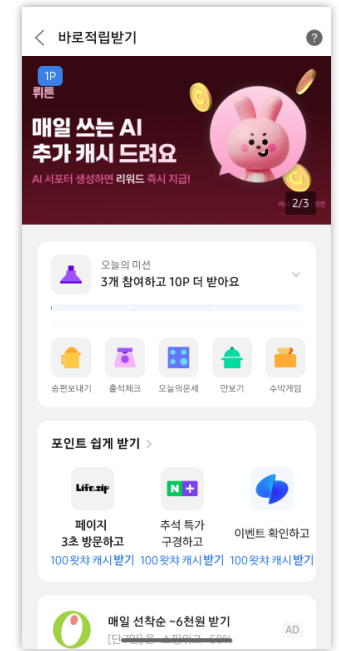 바로적립받기
?
1P
뤼튼
매일 쓰는 AI
추가 캐시 드려요
AI 서포터 생성하면 리워드 즉시 지급!
2/3
오늘의 미션
3개 참여하고 10P 더 받아요
송편보내기 출석체크 오늘의운세 만보기 수박게임
포인트 쉽게 받기 >
Life.zip N+
페이지 추석 특가 이벤트 확인하고
3초 방문하고 구경하고
100왓챠 캐시받기 100왓챠 캐시받기 100왓챠 캐시받기
매일 선착순 ~6천원 받기
AD